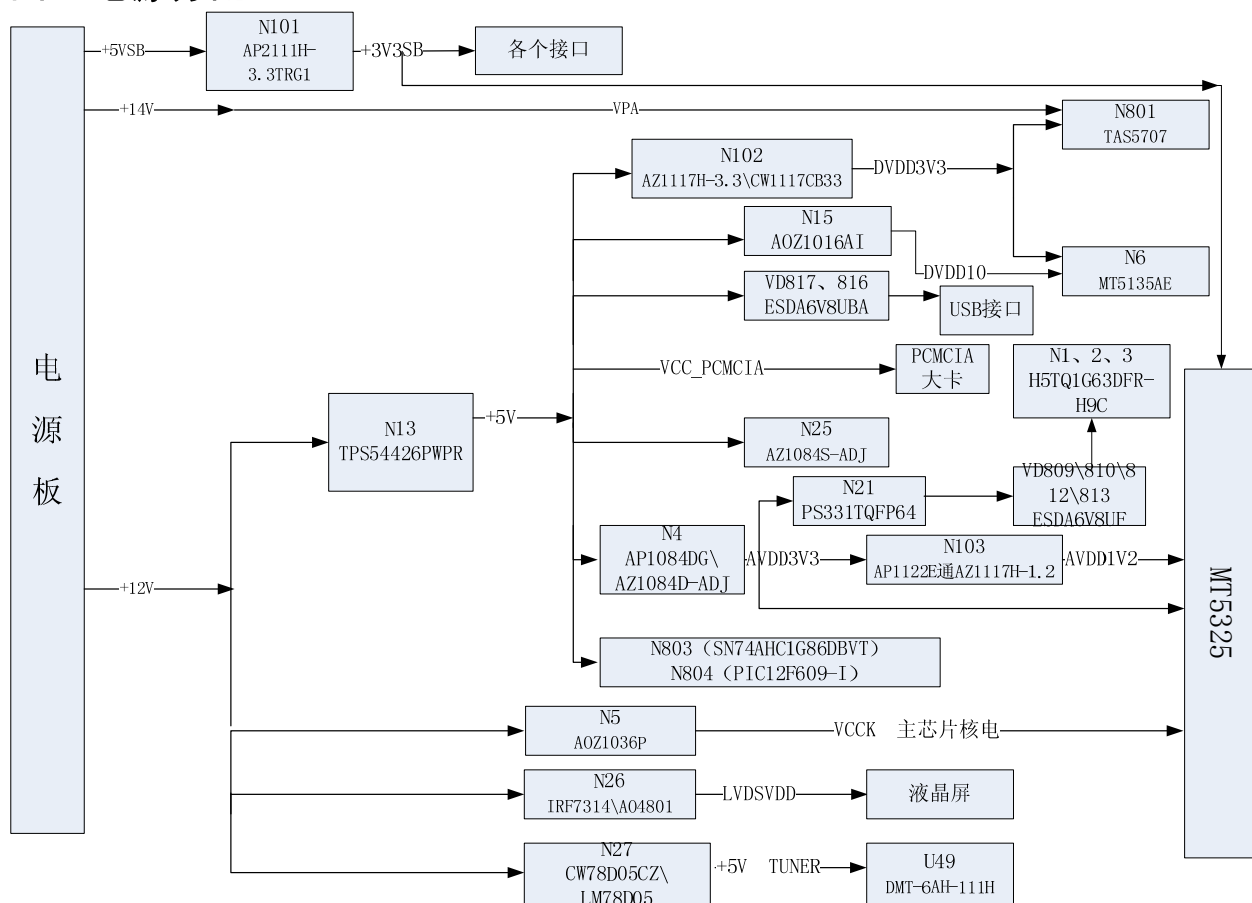 N101
AP2111H-
3.3TRG1
+5VSB
+3V3SB
各个接口
+14V
VPA
N801
TAS5707
N102
AZ1117H-3.3\CW1117CB33
DVDD3V3
N15
AOZ1016AI
DVDD10
N6
MT5135AE
VD817、816
ESDA6V8UBA
USB接口
VCC_PCMCIA
PCMCIA
大卡
N1、2、3
H5TQ1G63DFR-
H9C
电源板
N13
TPS54426PWPR
+5V
N25
AZ1084S-ADJ
N21
PS331TQFP64
VD809\810\8
12\813
ESDA6V8UF
N4
AP1084DG\
AZ1084D-ADJ
AVDD3V3
N103
AP1122E通AZ1117H-1.2
AVDD1V2
+12V
MT5325
N803（SN74AHC1G86DBVT）
N804（PIC12F609-I）
N5
AOZ1036P
VCCK 主芯片核电
N26
IRF7314\AO4801
LVDSVDD
液晶屏
N27
CW78D05CZ\
LM78D05
+5V TUNER
U49
DMT-6AH-111H